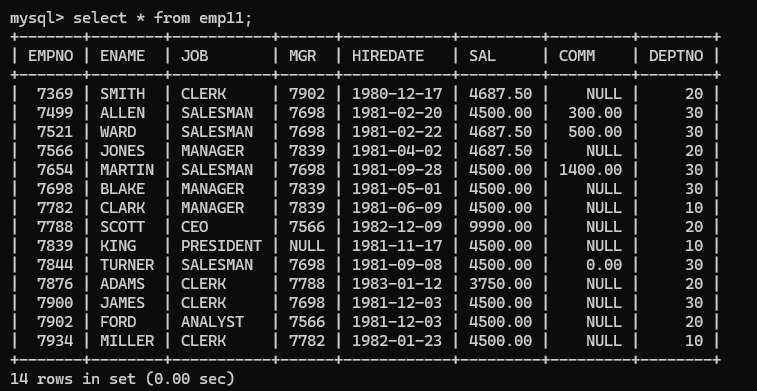 mysql> select * from emp11;
+-------+--------+-----------+------+------------+---------+---------+--------+
| EMPNO | ENAME  | JOB       | MGR  | HIREDATE   | SAL     | COMM    | DEPTNO |
+-------+--------+-----------+------+------------+---------+---------+--------+
|  7369 | SMITH  | CLERK     | 7902 | 1980-12-17 | 4687.50 |    NULL |     20 |
|  7499 | ALLEN  | SALESMAN  | 7698 | 1981-02-20 | 4500.00 |  300.00 |     30 |
|  7521 | WARD   | SALESMAN  | 7698 | 1981-02-22 | 4687.50 |  500.00 |     30 |
|  7566 | JONES  | MANAGER   | 7839 | 1981-04-02 | 4687.50 |    NULL |     20 |
|  7654 | MARTIN | SALESMAN  | 7698 | 1981-09-28 | 4500.00 | 1400.00 |     30 |
|  7698 | BLAKE  | MANAGER   | 7839 | 1981-05-01 | 4500.00 |    NULL |     30 |
|  7782 | CLARK  | MANAGER   | 7839 | 1981-06-09 | 4500.00 |    NULL |     10 |
|  7788 | SCOTT  | CEO       | 7566 | 1982-12-09 | 9990.00 |    NULL |     20 |
|  7839 | KING   | PRESIDENT | NULL | 1981-11-17 | 4500.00 |    NULL |     10 |
|  7844 | TURNER | SALESMAN  | 7698 | 1981-09-08 | 4500.00 |    0.00 |     30 |
|  7876 | ADAMS  | CLERK     | 7788 | 1983-01-12 | 3750.00 |    NULL |     20 |
|  7900 | JAMES  | CLERK     | 7698 | 1981-12-03 | 4500.00 |    NULL |     30 |
|  7902 | FORD   | ANALYST   | 7566 | 1981-12-03 | 4500.00 |    NULL |     20 |
|  7934 | MILLER | CLERK     | 7782 | 1982-01-23 | 4500.00 |    NULL |     10 |
+-------+--------+-----------+------+------------+---------+---------+--------+
14 rows in set (0.00 sec)